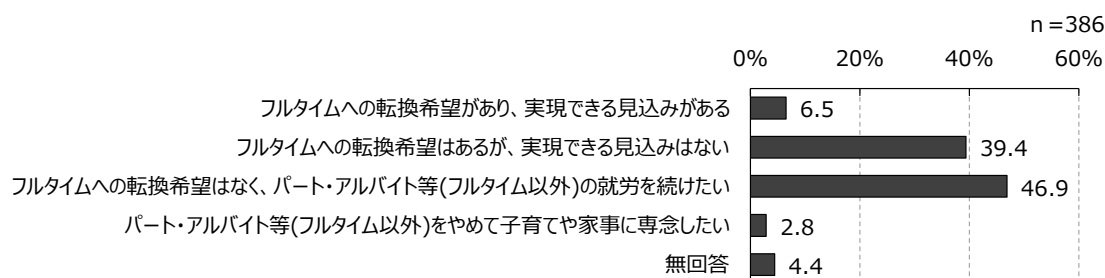 n＝386
0% 20% 40% 60%
フルタイムへの転換希望があり、実現できる見込みがある 6.5
フルタイムへの転換希望はあるが、実現できる見込みはない 39.4
フルタイムへの転換希望はなく、パート・アルバイト等(フルタイム以外)の就労を続けたい 46.9
パート・アルバイト等(フルタイム以外)をやめて子育てや家事に専念したい 2.8
無回答 4.4